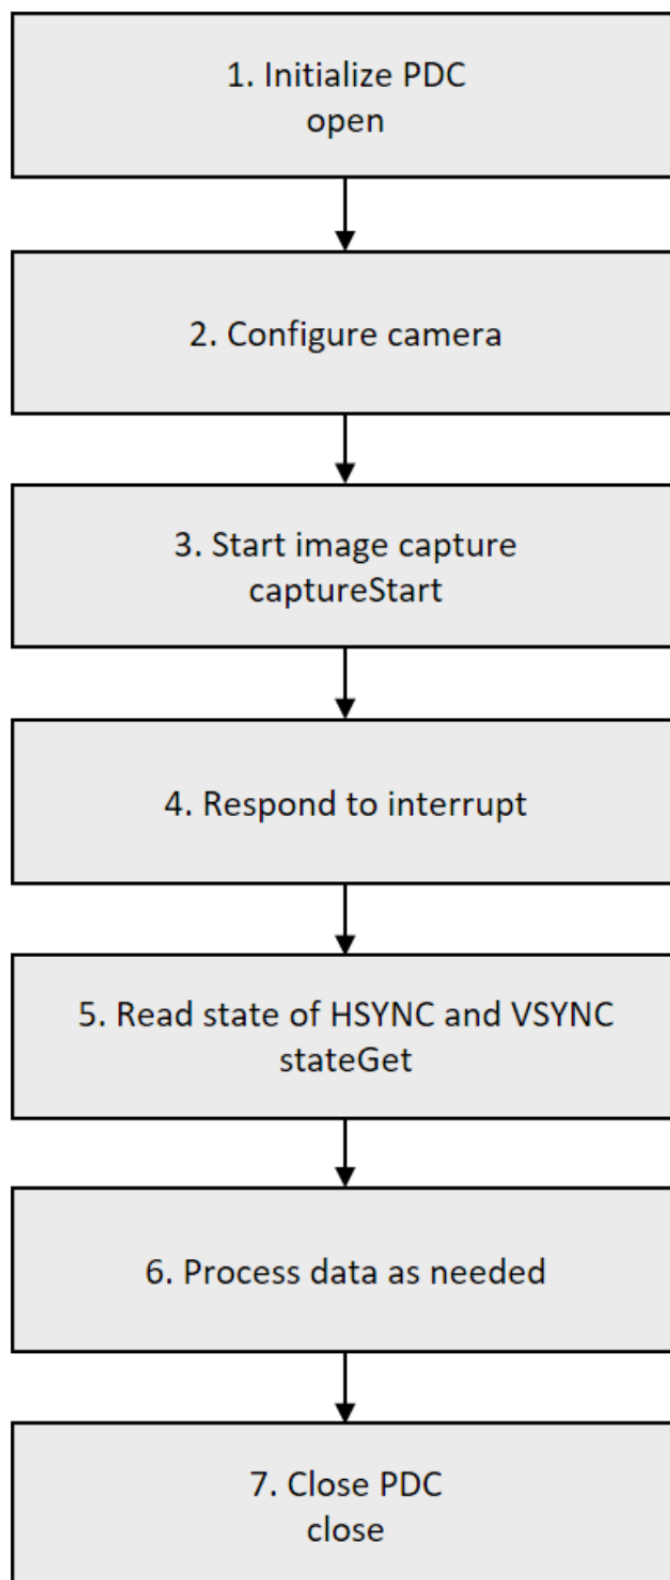 1. Initialize PDC
open
2. Configure camera
3. Start image capture
captureStart
4. Respond to interrupt
5. Read state of HSYNC and VSYNC
stateGet
6. Process data as needed
7. Close PDC
close